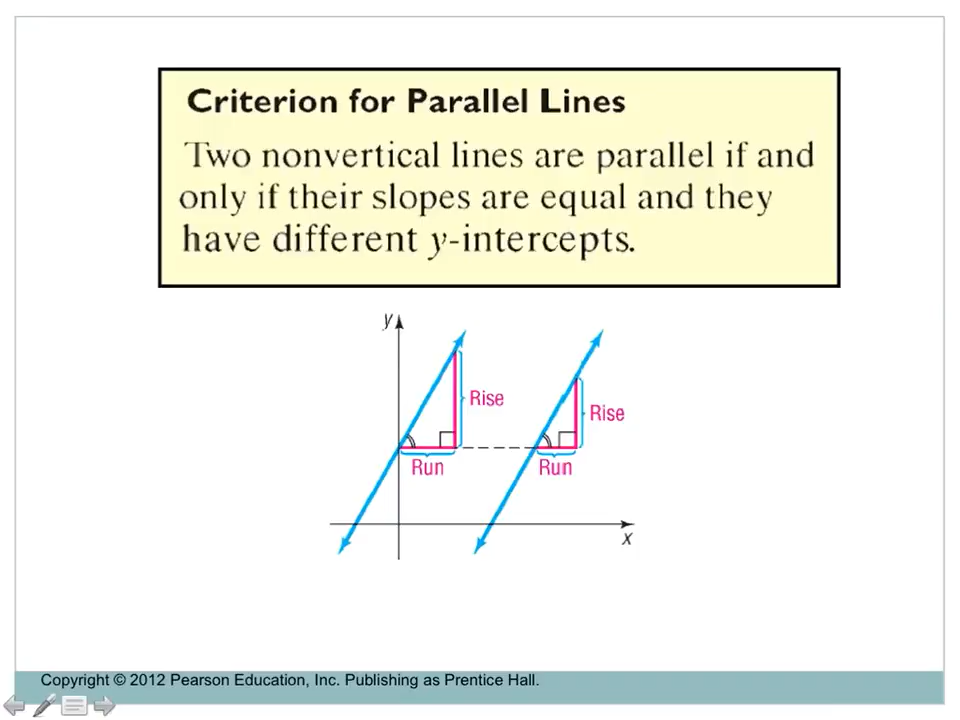 Criterion for Parallel Lines
Two nonvertical lines are parallel if and
only if their slopes are equal and they
have different y-intercepts.
y
Rise
Rise
Run
Run
x
Copyright © 2012 Pearson Education, Inc. Publishing as Prentice Hall.